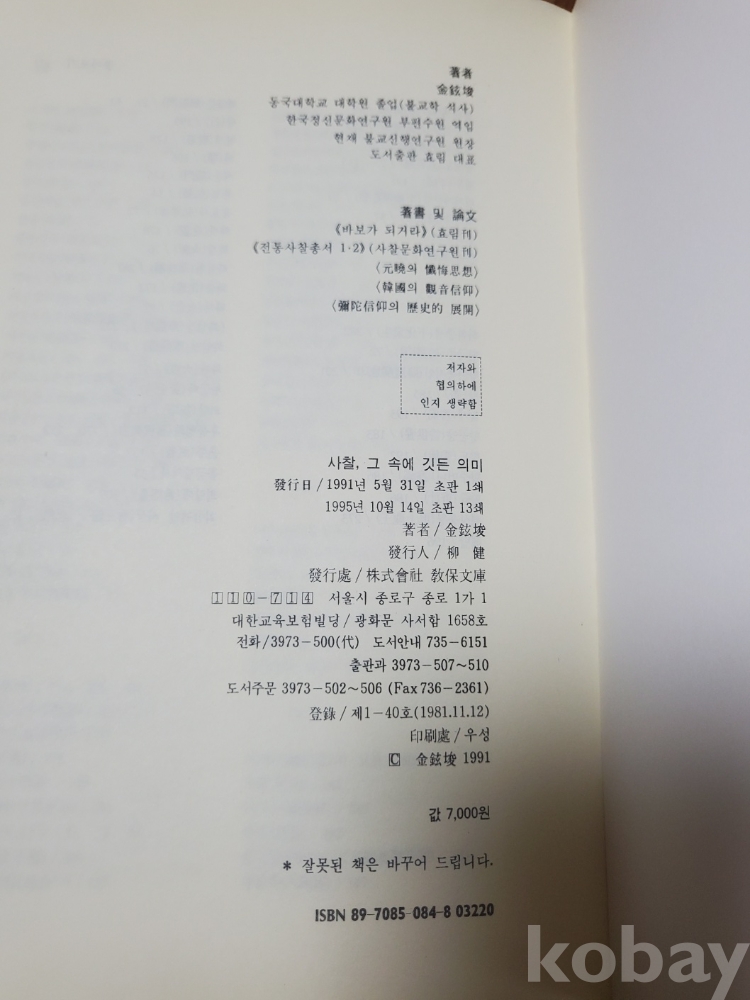 著者
金鉉埈
동국대학교 대학원 졸업(불교학 석사)
한국정신문화연구원 부편수원 역임
현재 불교신행연구원 원장
도서출판 효림 대표
著書 및 論文
《바보가 되거라》(효림刊)
《전통사찰총서 1·2》(사찰문화연구원刊)
〈元曉의 懺悔思想〉
〈韓國의 觀音信仰〉
〈彌陀信仰의 歷史的 展開〉
저자와
협의하에
인지 생략함
사찰, 그 속에 깃든 의미
發行日/1991년 5월 31일 초판 1쇄
1995년 10월 14일 초판 13쇄
著者/金鉉埈
發行人/柳 健
發行處/株式會社 敎保文庫
110-714 서울시 종로구 종로 1가 1
대한교육보험빌딩/광화문 사서함 1658호
전화/3973-500(代) 도서안내 735-6151
출판과 3973-507~510
도서주문 3973-502~506 (Fax 736-2361)
登錄/제1-40호(1981.11.12)
印刷處/우성
ⓒ 金鉉埈 1991
값 7,000원
* 잘못된 책은 바꾸어 드립니다.
ISBN 89-7085-084-8 03220
kobay